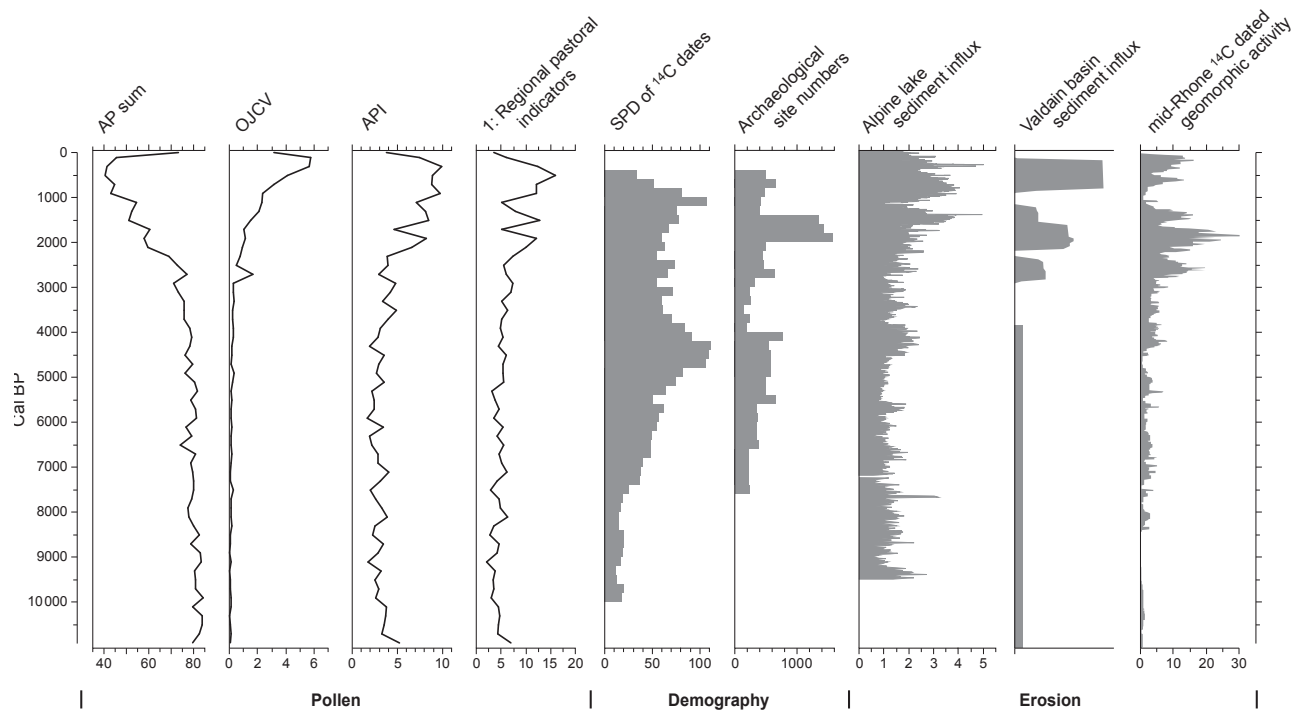 AP sum
OJCV
API
1: Regional pastoral
indicators
SPD of ¹⁴C dates
Archaeological
site numbers
Alpine lake
sediment influx
Valdain basin
sediment influx
mid-Rhone ¹⁴C dated
geomorphic activity
Cal BP
0
1000
2000
3000
4000
5000
6000
7000
8000
9000
10000
40 60 80
0 2 4 6
0 5 10
0 5 10 15 20
0 50 100
0 1000
0 1 2 3 4 5
0 10 20 30
Pollen
Demography
Erosion